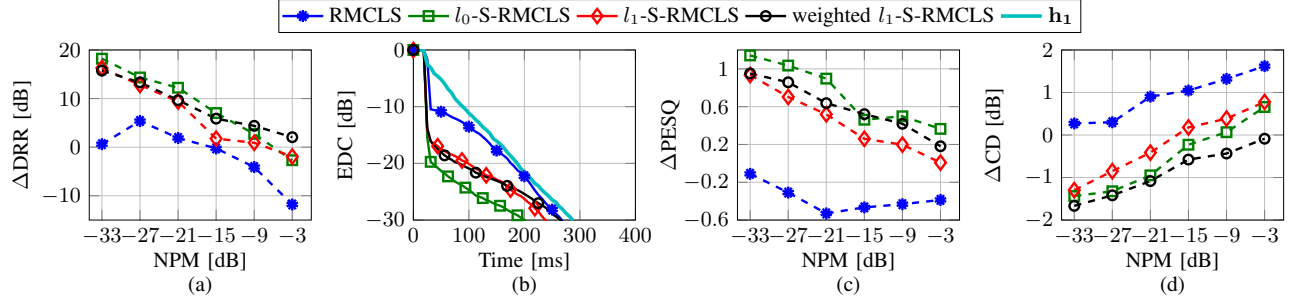 RMCLS l₀-S-RMCLS l₁-S-RMCLS weighted l₁-S-RMCLS h₁
20
10
0
−10
ΔDRR [dB]
−33 −27 −21 −15 −9 −3
NPM [dB]
(a)
0
−10
−20
−30
EDC [dB]
0 100 200 300 400
Time [ms]
(b)
1
0.6
0.2
−0.2
−0.6
ΔPESQ
−33 −27 −21 −15 −9 −3
NPM [dB]
(c)
2
1
0
−1
−2
ΔCD [dB]
−33 −27 −21 −15 −9 −3
NPM [dB]
(d)